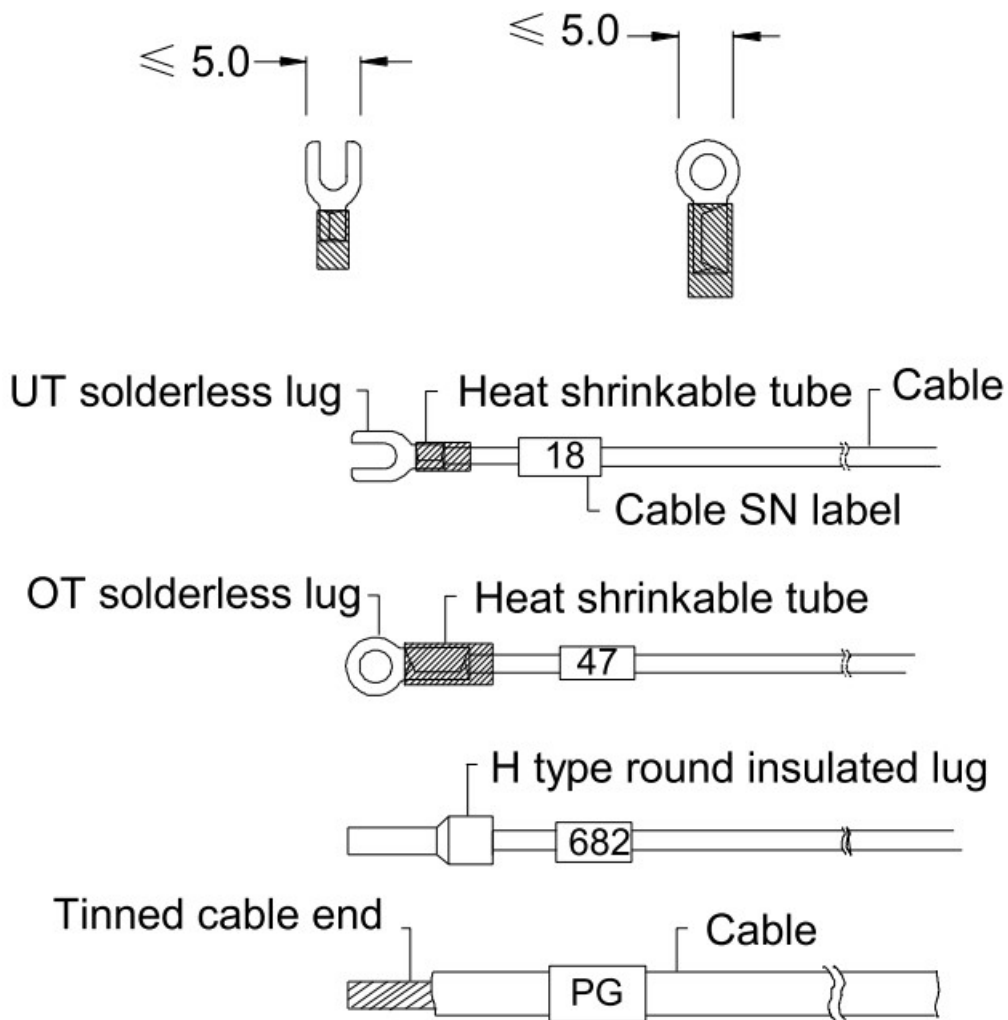 ≤ 5.0
≤ 5.0
UT solderless lug
Heat shrinkable tube
Cable
18
Cable SN label
OT solderless lug
Heat shrinkable tube
47
H type round insulated lug
682
Tinned cable end
Cable
PG